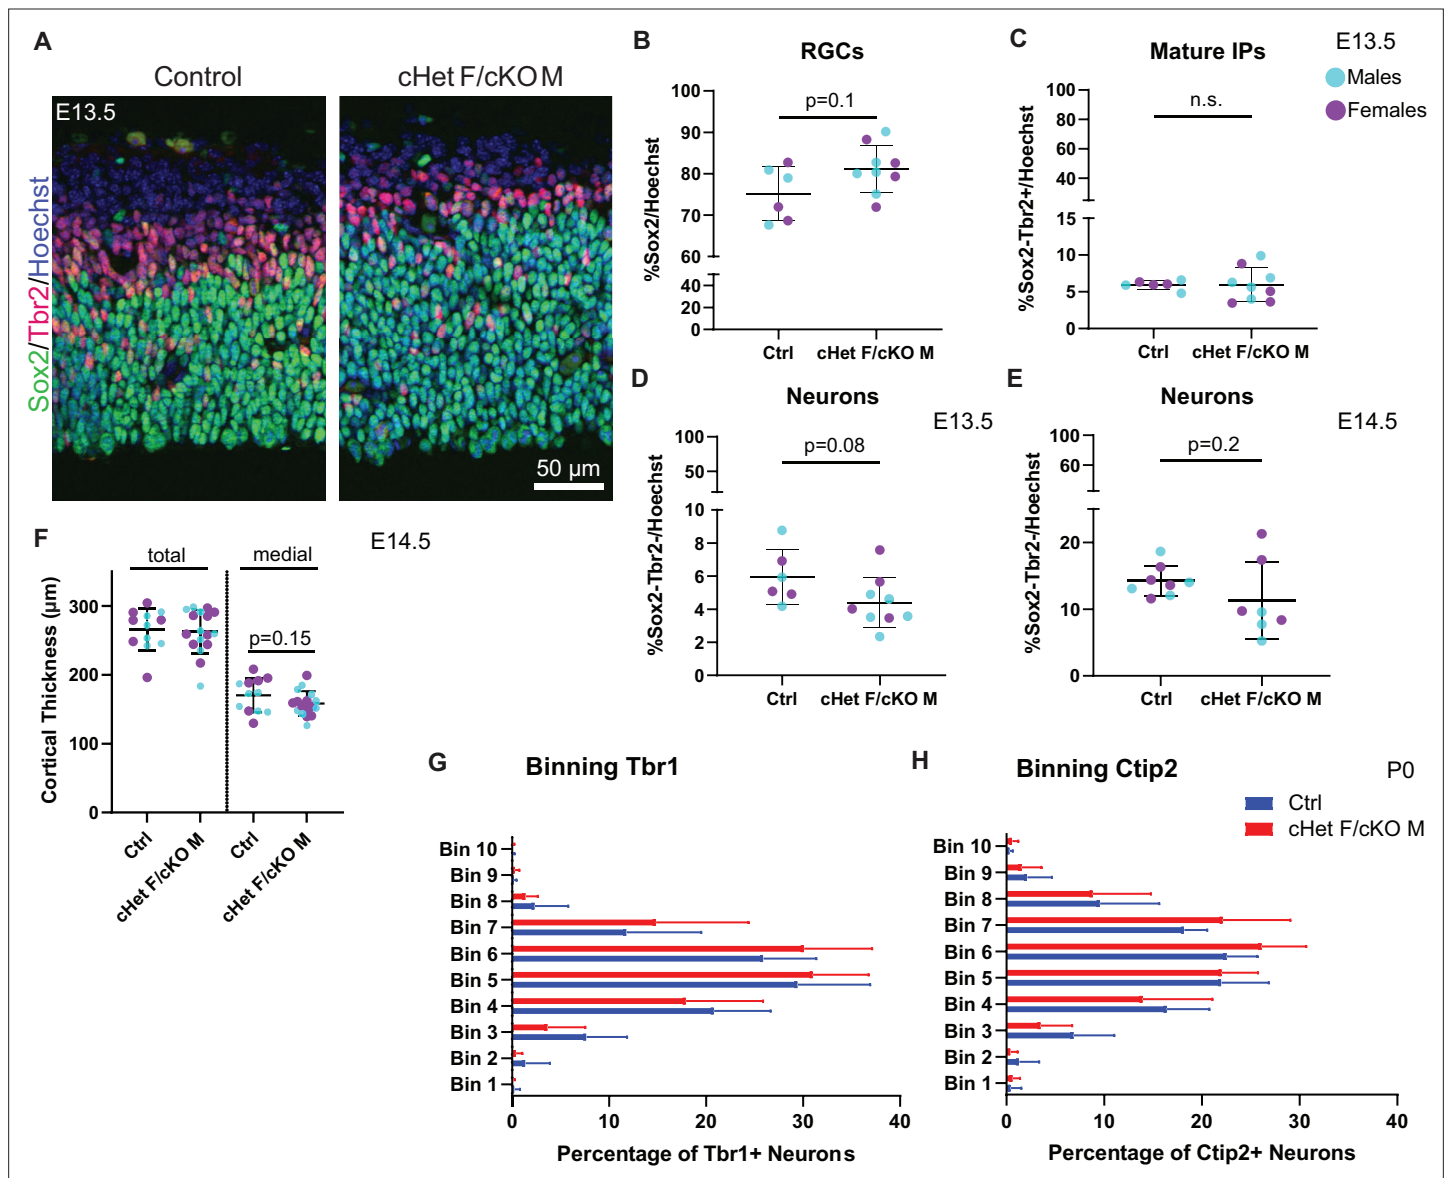 A
Control
cHet F/cKO M
E13.5
Sox2/Tbr2/Hoechst
50 µm
B
RGCs
p=0.1
%Sox2/Hoechst
100
90
80
70
60
40
20
0
Ctrl
cHet F/cKO M
C
Mature IPs
E13.5
Males
Females
n.s.
%Sox2-Tbr2+/Hoechst
100
80
60
40
15
10
5
0
Ctrl
cHet F/cKO M
D
Neurons
E13.5
p=0.08
%Sox2-Tbr2-/Hoechst
100
50
10
8
6
4
2
0
Ctrl
cHet F/cKO M
E
Neurons
E14.5
p=0.2
%Sox2-Tbr2-/Hoechst
100
60
20
10
0
Ctrl
cHet F/cKO M
F
E14.5
total
medial
p=0.15
Cortical Thickness (µm)
300
200
100
0
Ctrl
cHet F/cKO M
Ctrl
cHet F/cKO M
G
Binning Tbr1
Bin 10
Bin 9
Bin 8
Bin 7
Bin 6
Bin 5
Bin 4
Bin 3
Bin 2
Bin 1
0
10
20
30
40
Percentage of Tbr1+ Neurons
H
Binning Ctip2
P0
Ctrl
cHet F/cKO M
Bin 10
Bin 9
Bin 8
Bin 7
Bin 6
Bin 5
Bin 4
Bin 3
Bin 2
Bin 1
0
10
20
30
40
Percentage of Ctip2+ Neurons